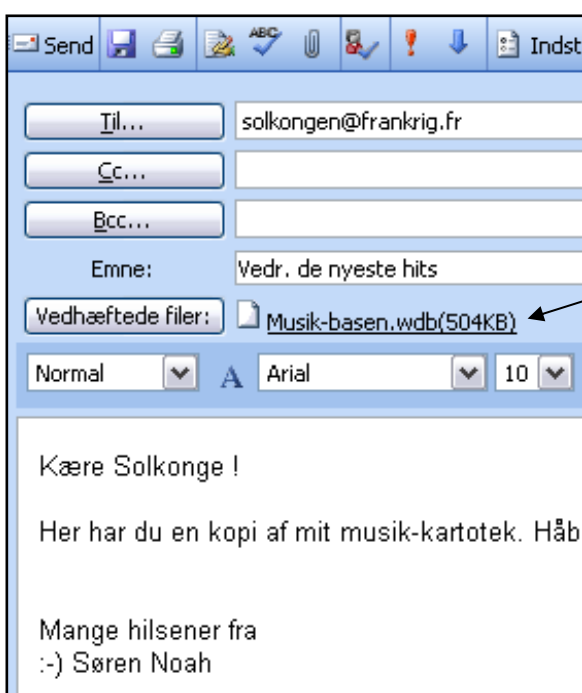 Send ABC Indst
Til... solkongen@frankrig.fr
Cc...
Bcc...
Emne: Vedr. de nyeste hits
Vedhæftede filer: Musik-basen.wdb(504KB)
Normal A Arial 10
Kære Solkonge !
Her har du en kopi af mit musik-kartotek. Håb
Mange hilsener fra
:-) Søren Noah